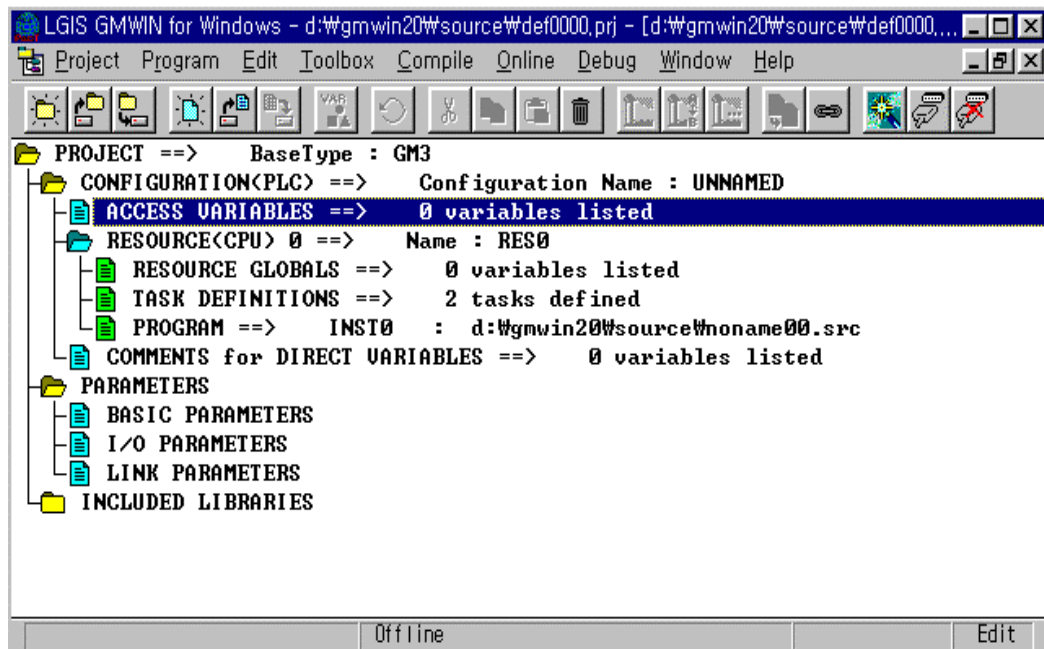 LGIS GMWIN for Windows - d:₩gmwin20₩source₩def0000.prj - [d:₩gmwin20₩source₩def0000,...
Project Program Edit Toolbox Compile Online Debug Window Help
VAR
PROJECT ==> BaseType : GM3
CONFIGURATION(PLC) ==> Configuration Name : UNNAMED
ACCESS VARIABLES ==> 0 variables listed
RESOURCE(CPU) 0 ==> Name : RES0
RESOURCE GLOBALS ==> 0 variables listed
TASK DEFINITIONS ==> 2 tasks defined
PROGRAM ==> INST0 : d:₩gmwin20₩source₩noname00.src
COMMENTS for DIRECT VARIABLES ==> 0 variables listed
PARAMETERS
BASIC PARAMETERS
I/O PARAMETERS
LINK PARAMETERS
INCLUDED LIBRARIES
Offline Edit